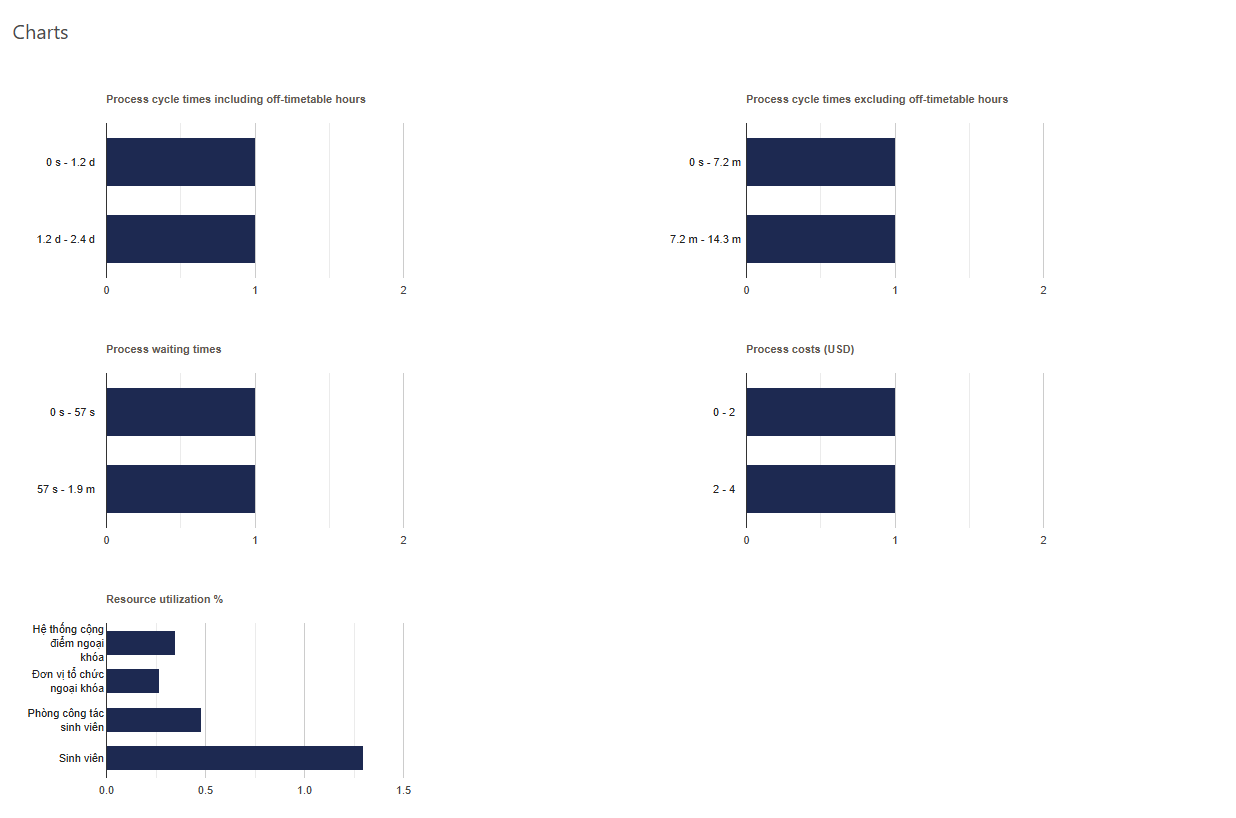 Charts
Process cycle times including off-timetable hours
0 s - 1.2 d
1.2 d - 2.4 d
0
1
2
Process cycle times excluding off-timetable hours
0 s - 7.2 m
7.2 m - 14.3 m
0
1
2
Process waiting times
0 s - 57 s
57 s - 1.9 m
0
1
2
Process costs (USD)
0 - 2
2 - 4
0
1
2
Resource utilization %
Hệ thống cộng
điểm ngoại
khóa
Đơn vị tổ chức
ngoại khóa
Phòng công tác
sinh viên
Sinh viên
0.0
0.5
1.0
1.5